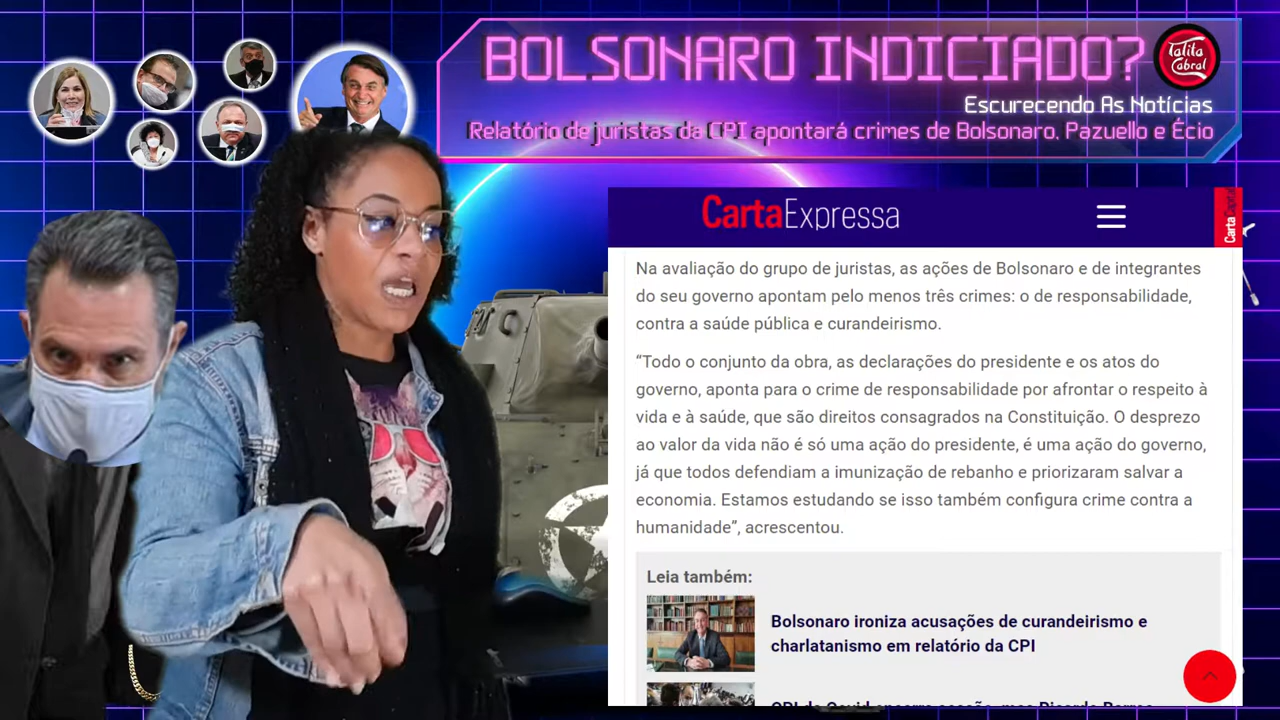 BOLSONARO INDICIADO?
Talita
Cabral
Escurecendo As Notícias
Relatório de juristas da CPI apontará crimes de Bolsonaro, Pazuello e Écio
CartaExpressa
Carta
Na avaliação do grupo de juristas, as ações de Bolsonaro e de integrantes
do seu governo apontam pelo menos três crimes: o de responsabilidade,
contra a saúde pública e curandeirismo.
“Todo o conjunto da obra, as declarações do presidente e os atos do
governo, aponta para o crime de responsabilidade por afrontar o respeito à
vida e à saúde, que são direitos consagrados na Constituição. O desprezo
ao valor da vida não é só uma ação do presidente, é uma ação do governo,
já que todos defendiam a imunização de rebanho e priorizaram salvar a
economia. Estamos estudando se isso também configura crime contra a
humanidade”, acrescentou.
Leia também:
Bolsonaro ironiza acusações de curandeirismo e
charlatanismo em relatório da CPI